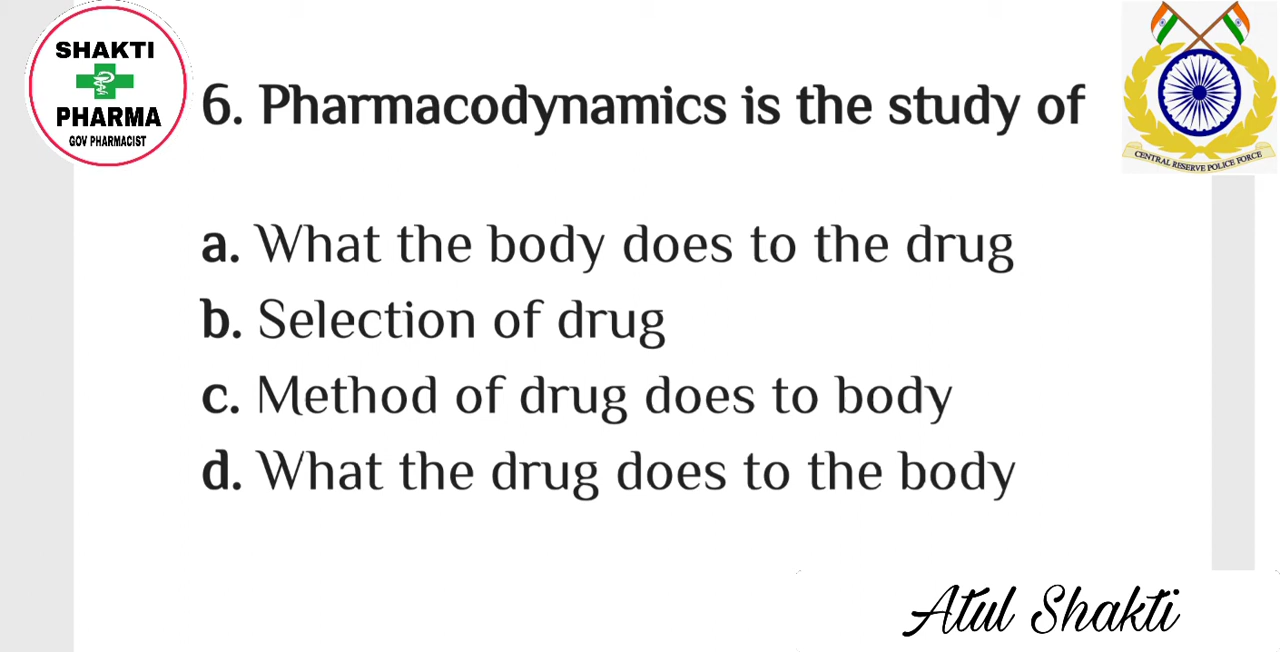 SHAKTI
PHARMA
GOV PHARMACIST
6. Pharmacodynamics is the study of
CENTRAL RESERVE POLICE FORCE
a. What the body does to the drug
b. Selection of drug
c. Method of drug does to body
d. What the drug does to the body
Atul Shakti